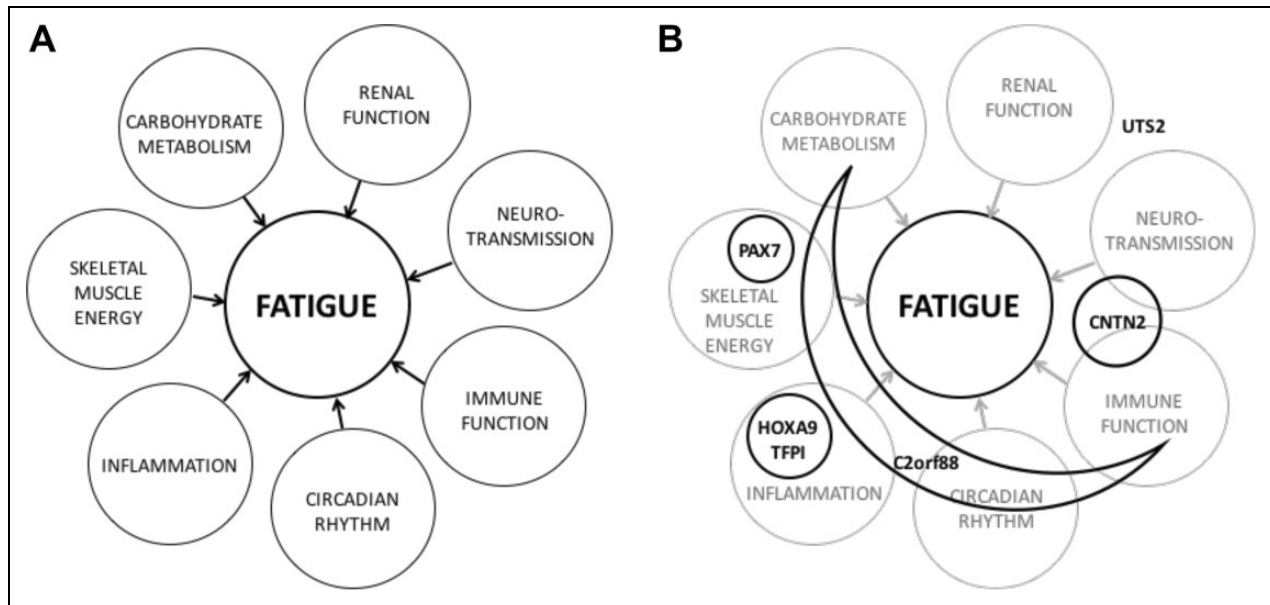 A
CARBOHYDRATE
METABOLISM
RENAL
FUNCTION
NEURO-
TRANSMISSION
SKELETAL
MUSCLE
ENERGY
FATIGUE
IMMUNE
FUNCTION
INFLAMMATION
CIRCADIAN
RHYTHM
B
CARBOHYDRATE
METABOLISM
RENAL
FUNCTION
UTS2
NEURO-
TRANSMISSION
PAX7
SKELETAL
MUSCLE
ENERGY
FATIGUE
CNTN2
IMMUNE
FUNCTION
HOXA9
TFPI
INFLAMMATION
C2orf88
CIRCADIAN
RHYTHM